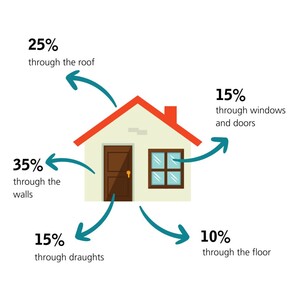 25%
through the roof
15%
through windows
and doors
35%
through the
walls
15%
through draughts
10%
through the floor